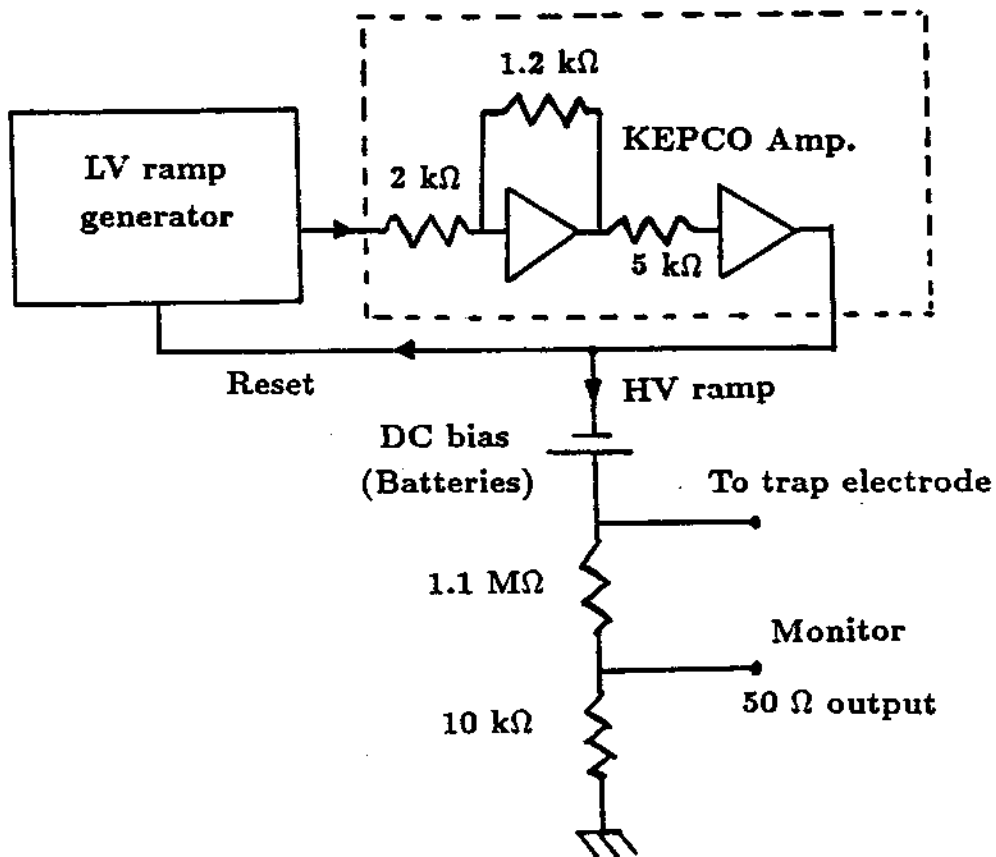 1.2 kΩ
KEPCO Amp.
LV ramp
generator
2 kΩ
5 kΩ
Reset
HV ramp
DC bias
(Batteries)
To trap electrode
1.1 MΩ
Monitor
50 Ω output
10 kΩ